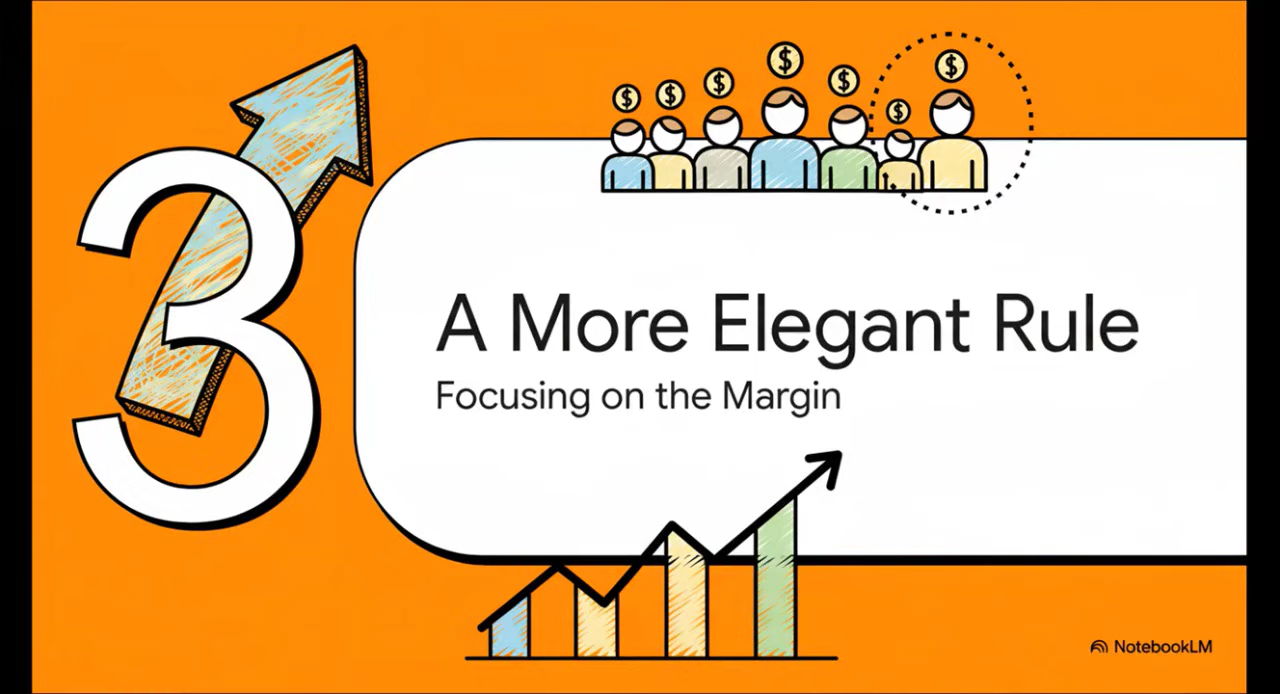 3
$ $ $ $ $ $ $
A More Elegant Rule
Focusing on the Margin
NotebookLM